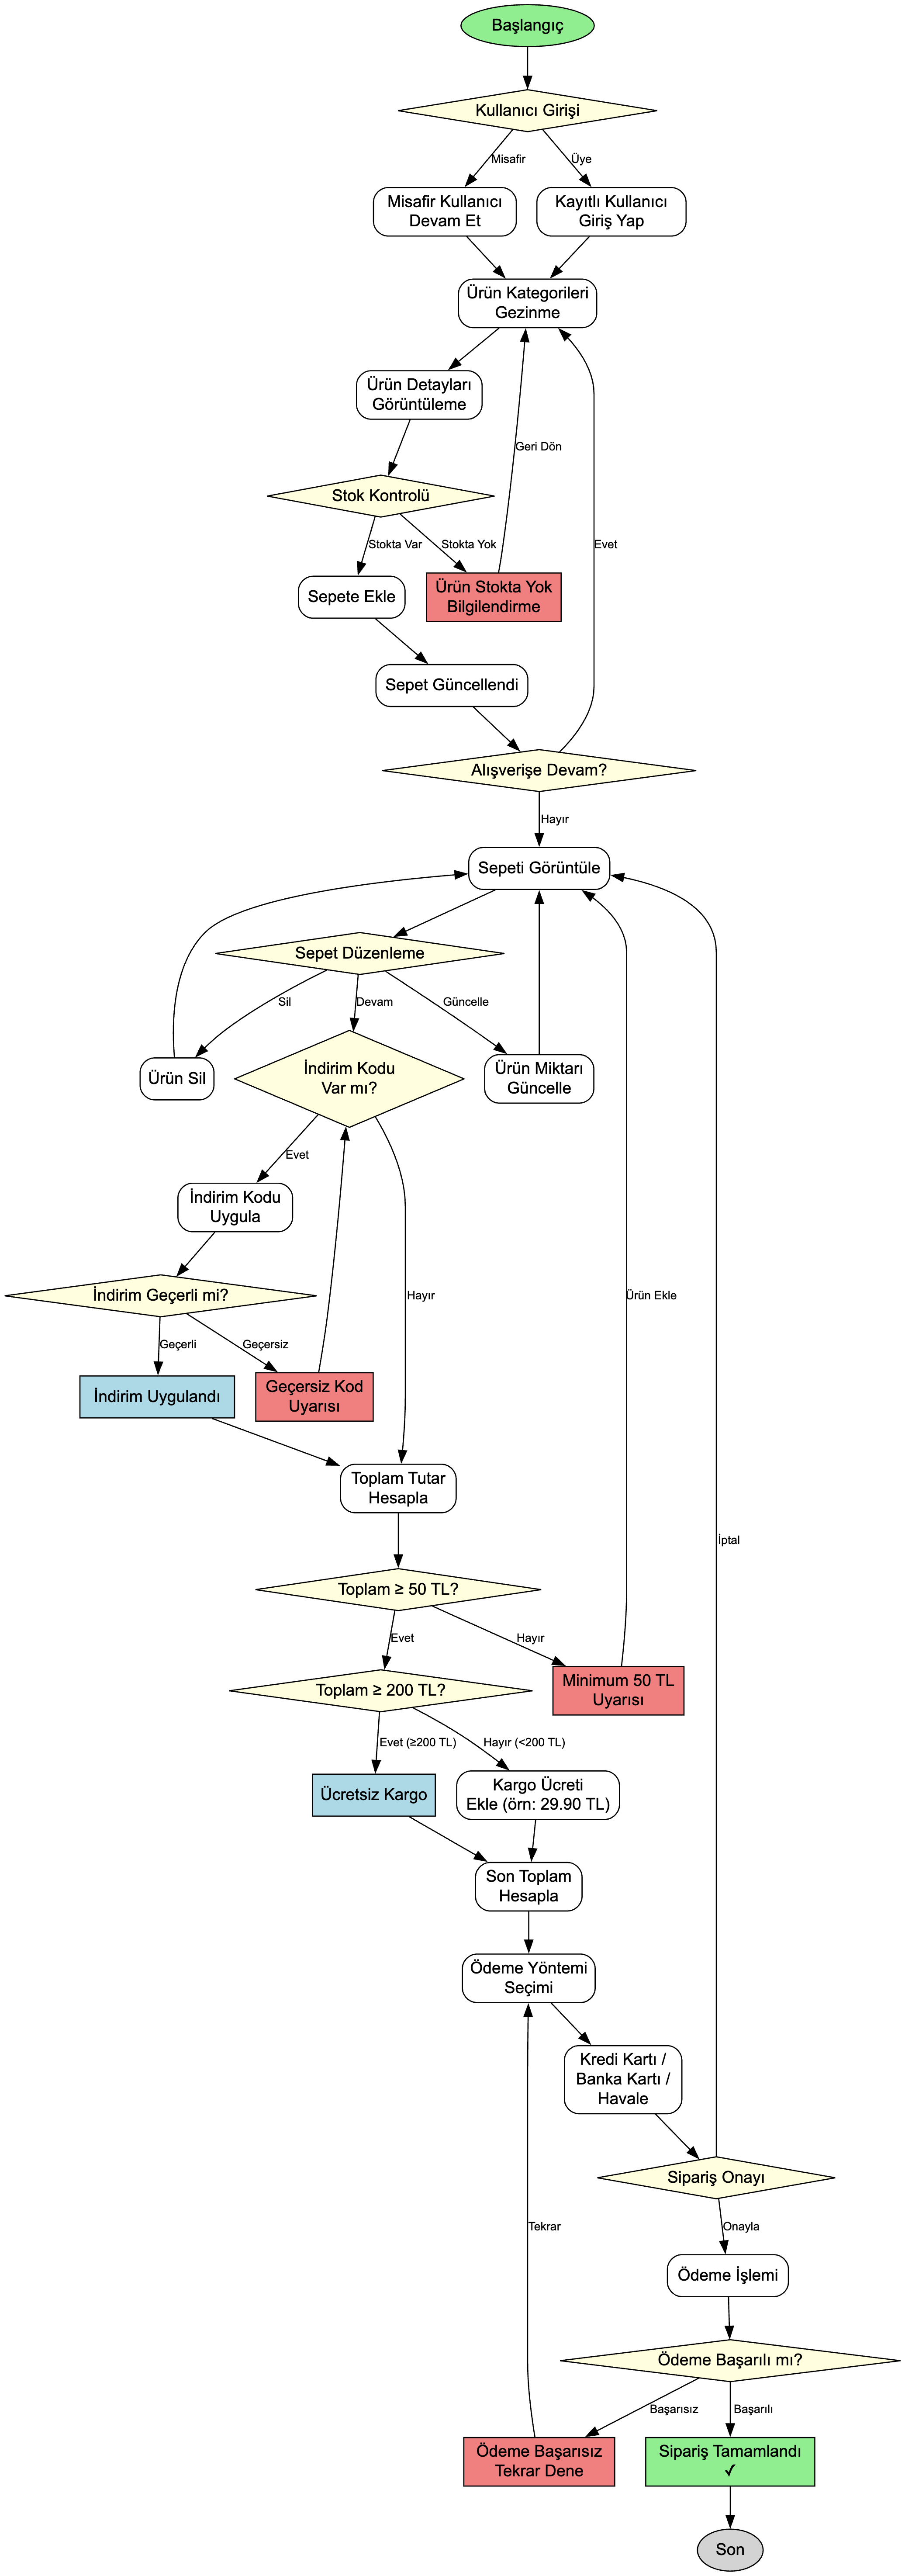 Başlangıç
Kullanıcı Girişi
Misafir
Üye
Misafir Kullanıcı
Devam Et
Kayıtlı Kullanıcı
Giriş Yap
Ürün Kategorileri
Gezinme
Ürün Detayları
Görüntüleme
Geri Dön
Stok Kontrolü
Stokta Var
Stokta Yok
Evet
Sepete Ekle
Ürün Stokta Yok
Bilgilendirme
Sepet Güncellendi
Alışverişe Devam?
Hayır
Sepeti Görüntüle
Sepet Düzenleme
Sil
Devam
Güncelle
Ürün Sil
İndirim Kodu
Var mı?
Ürün Miktarı
Güncelle
Evet
İndirim Kodu
Uygula
İndirim Geçerli mi?
Hayır
Ürün Ekle
Geçerli
Geçersiz
İndirim Uygulandı
Geçersiz Kod
Uyarısı
Toplam Tutar
Hesapla
İptal
Toplam ≥ 50 TL?
Evet
Hayır
Toplam ≥ 200 TL?
Minimum 50 TL
Uyarısı
Evet (≥200 TL)
Hayır (<200 TL)
Ücretsiz Kargo
Kargo Ücreti
Ekle (örn: 29.90 TL)
Son Toplam
Hesapla
Ödeme Yöntemi
Seçimi
Kredi Kartı /
Banka Kartı /
Havale
Sipariş Onayı
Tekrar
Onayla
Ödeme İşlemi
Ödeme Başarılı mı?
Başarısız
Başarılı
Ödeme Başarısız
Tekrar Dene
Sipariş Tamamlandı
✓
Son